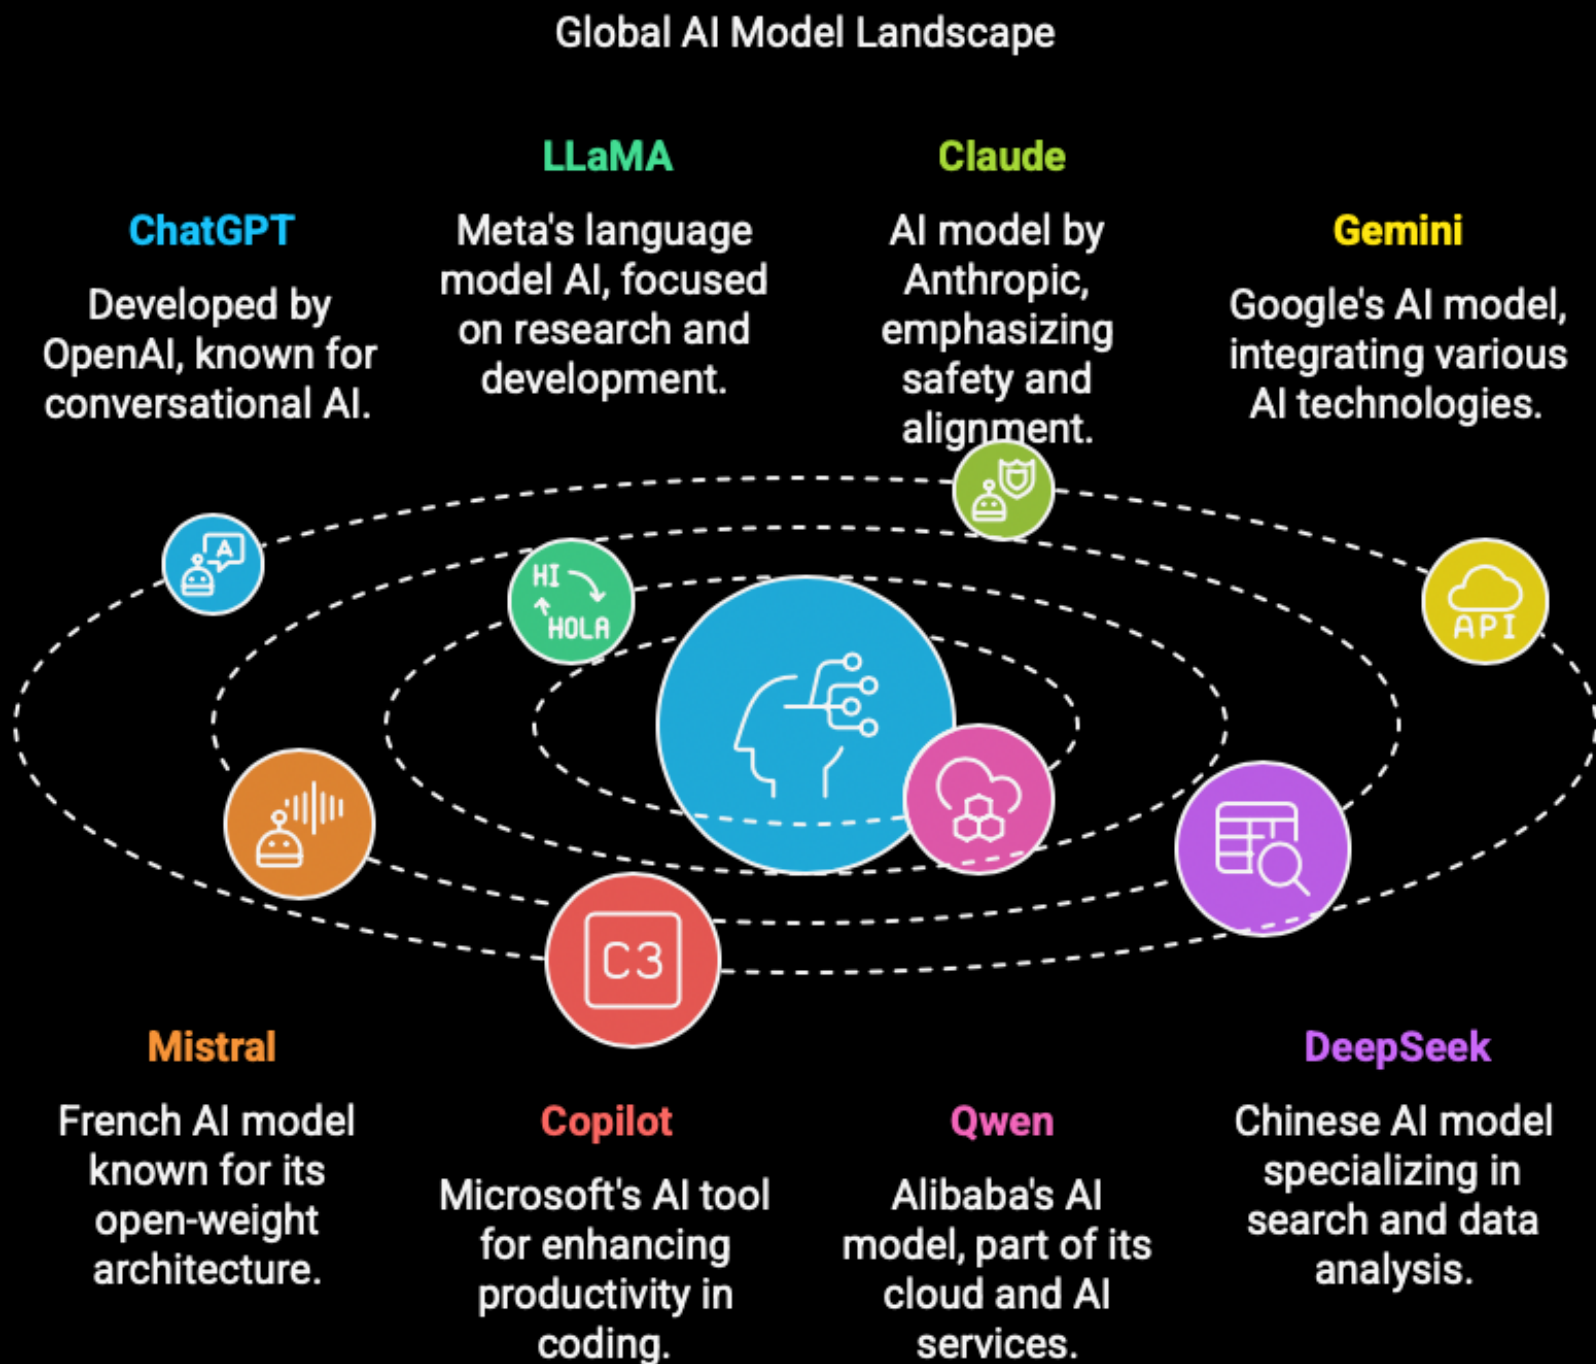 Global AI Model Landscape
LLaMA
Meta's language
model AI, focused
on research and
development.
Claude
AI model by
Anthropic,
emphasizing
safety and
alignment.
ChatGPT
Developed by
OpenAI, known for
conversational AI.
Gemini
Google's AI model,
integrating various
AI technologies.
A
HI
HOLA
API
C3
Mistral
French AI model
known for its
open-weight
architecture.
Copilot
Microsoft's AI tool
for enhancing
productivity in
coding.
Qwen
Alibaba's AI
model, part of its
cloud and AI
services.
DeepSeek
Chinese AI model
specializing in
search and data
analysis.